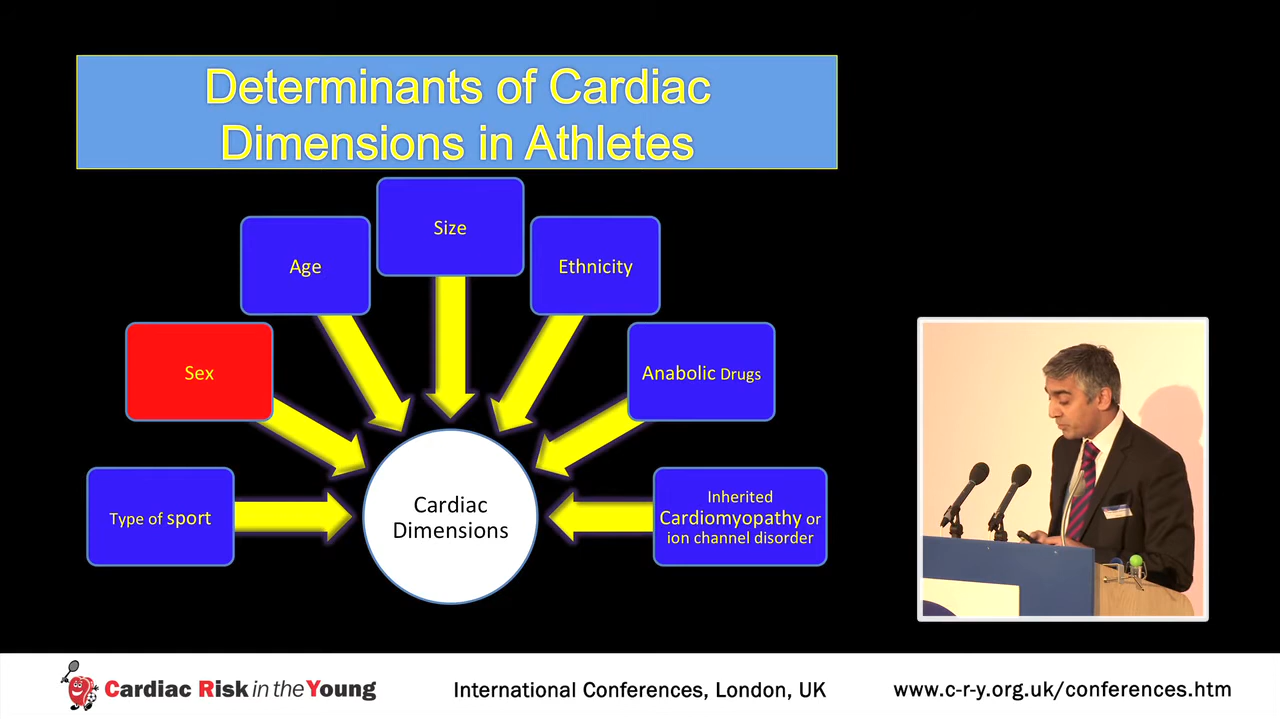 Determinants of Cardiac
Dimensions in Athletes
Size
Age
Ethnicity
Sex
Anabolic Drugs
Type of sport
Cardiac
Dimensions
Inherited
Cardiomyopathy or
ion channel disorder
Cardiac Risk in the Young
International Conferences, London, UK
www.c-r-y.org.uk/conferences.htm